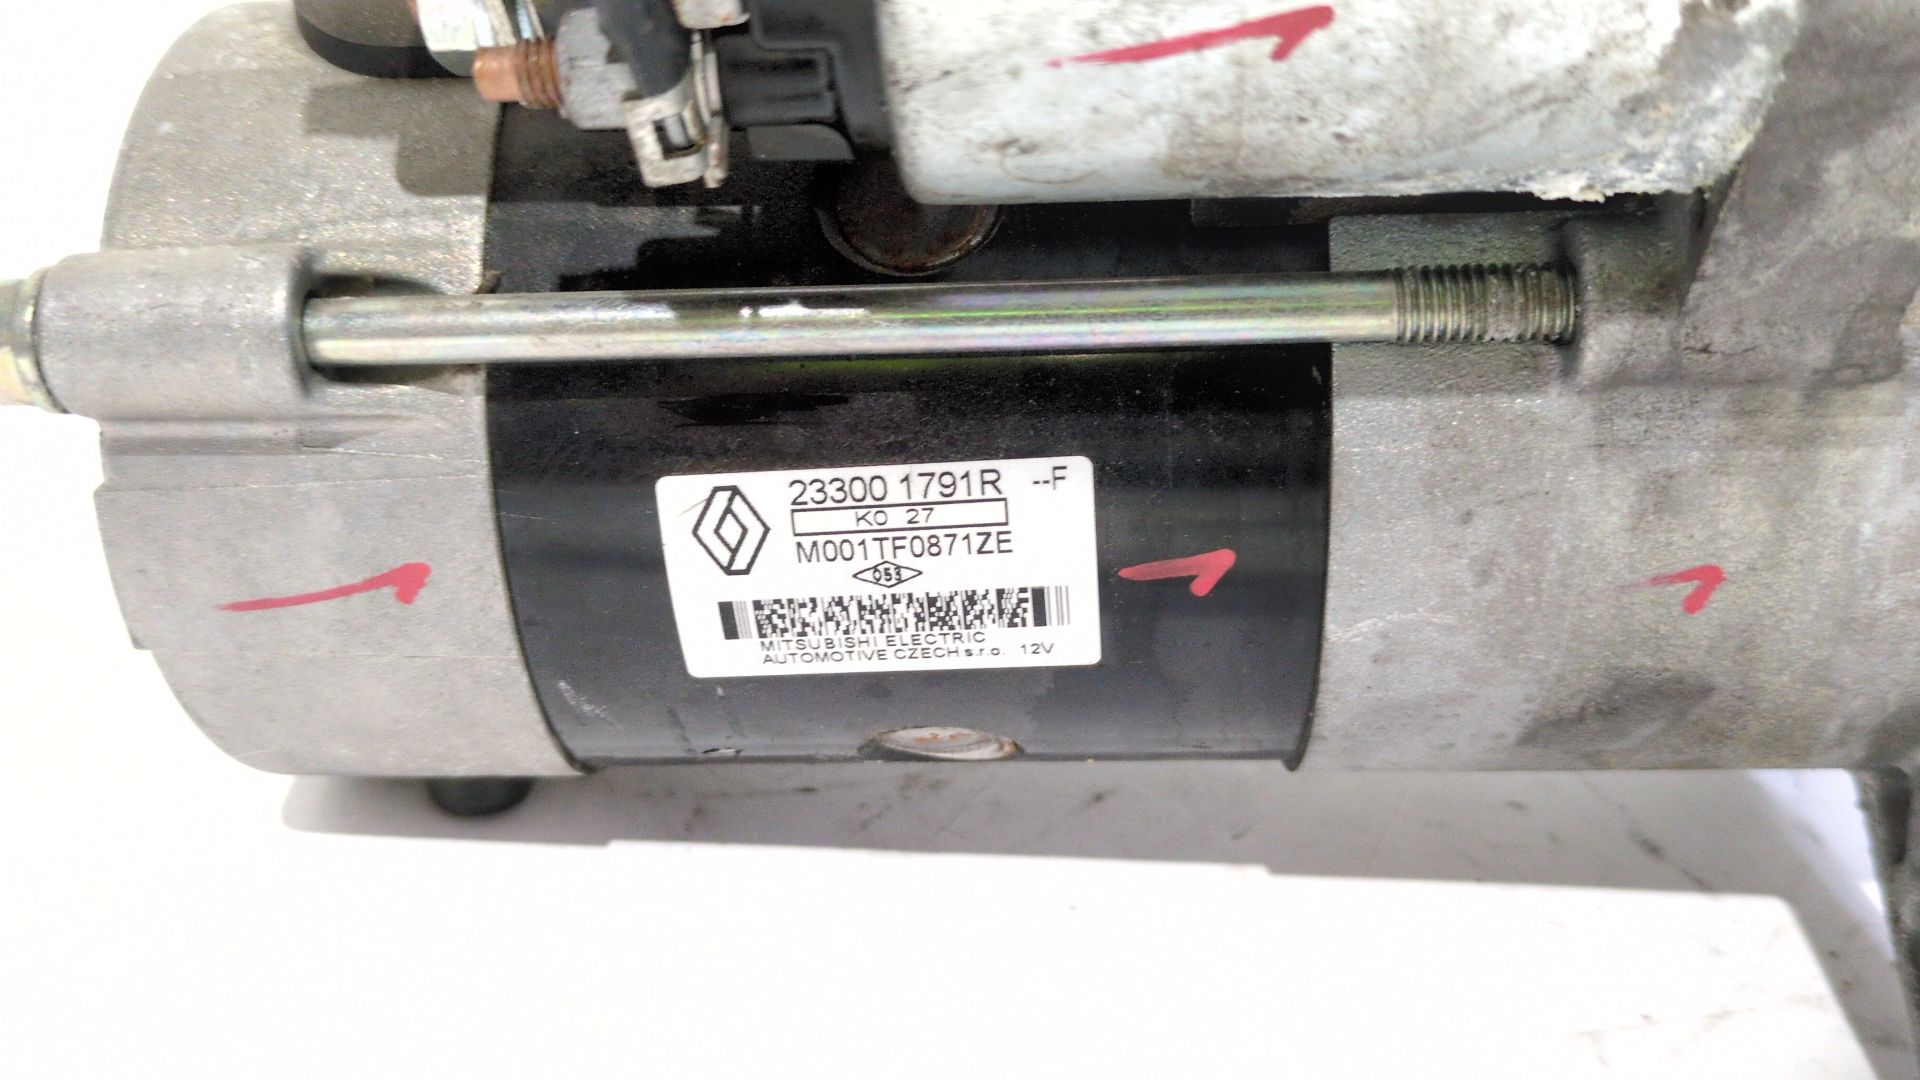 23300 1791R --F
K0 27
M001TF0871ZE
053
MITSUBISHI ELECTRIC
AUTOMOTIVE CZECH s.r.o. 12V